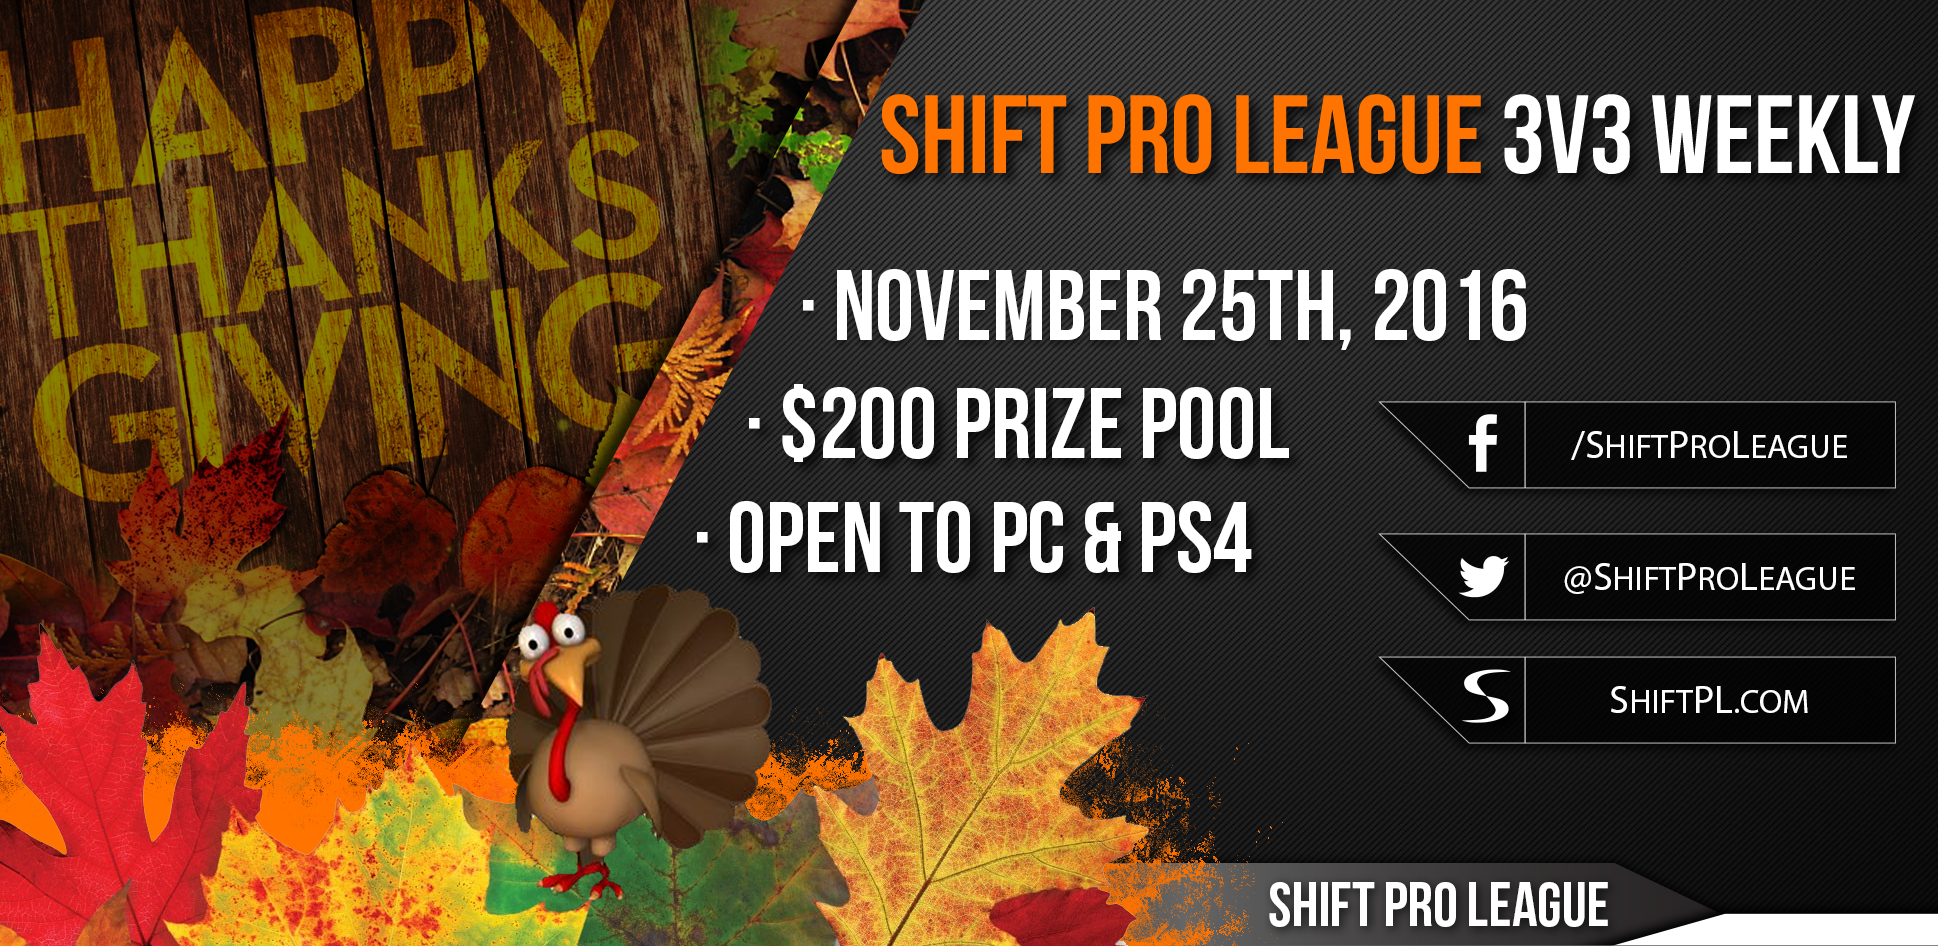 HAPPY
THANKS
GIVING
SHIFT PRO LEAGUE 3V3 WEEKLY
· NOVEMBER 25TH, 2016
· $200 PRIZE POOL
· OPEN TO PC & PS4
/ShiftProLeague
@ShiftProLeague
ShiftPL.com
SHIFT PRO LEAGUE